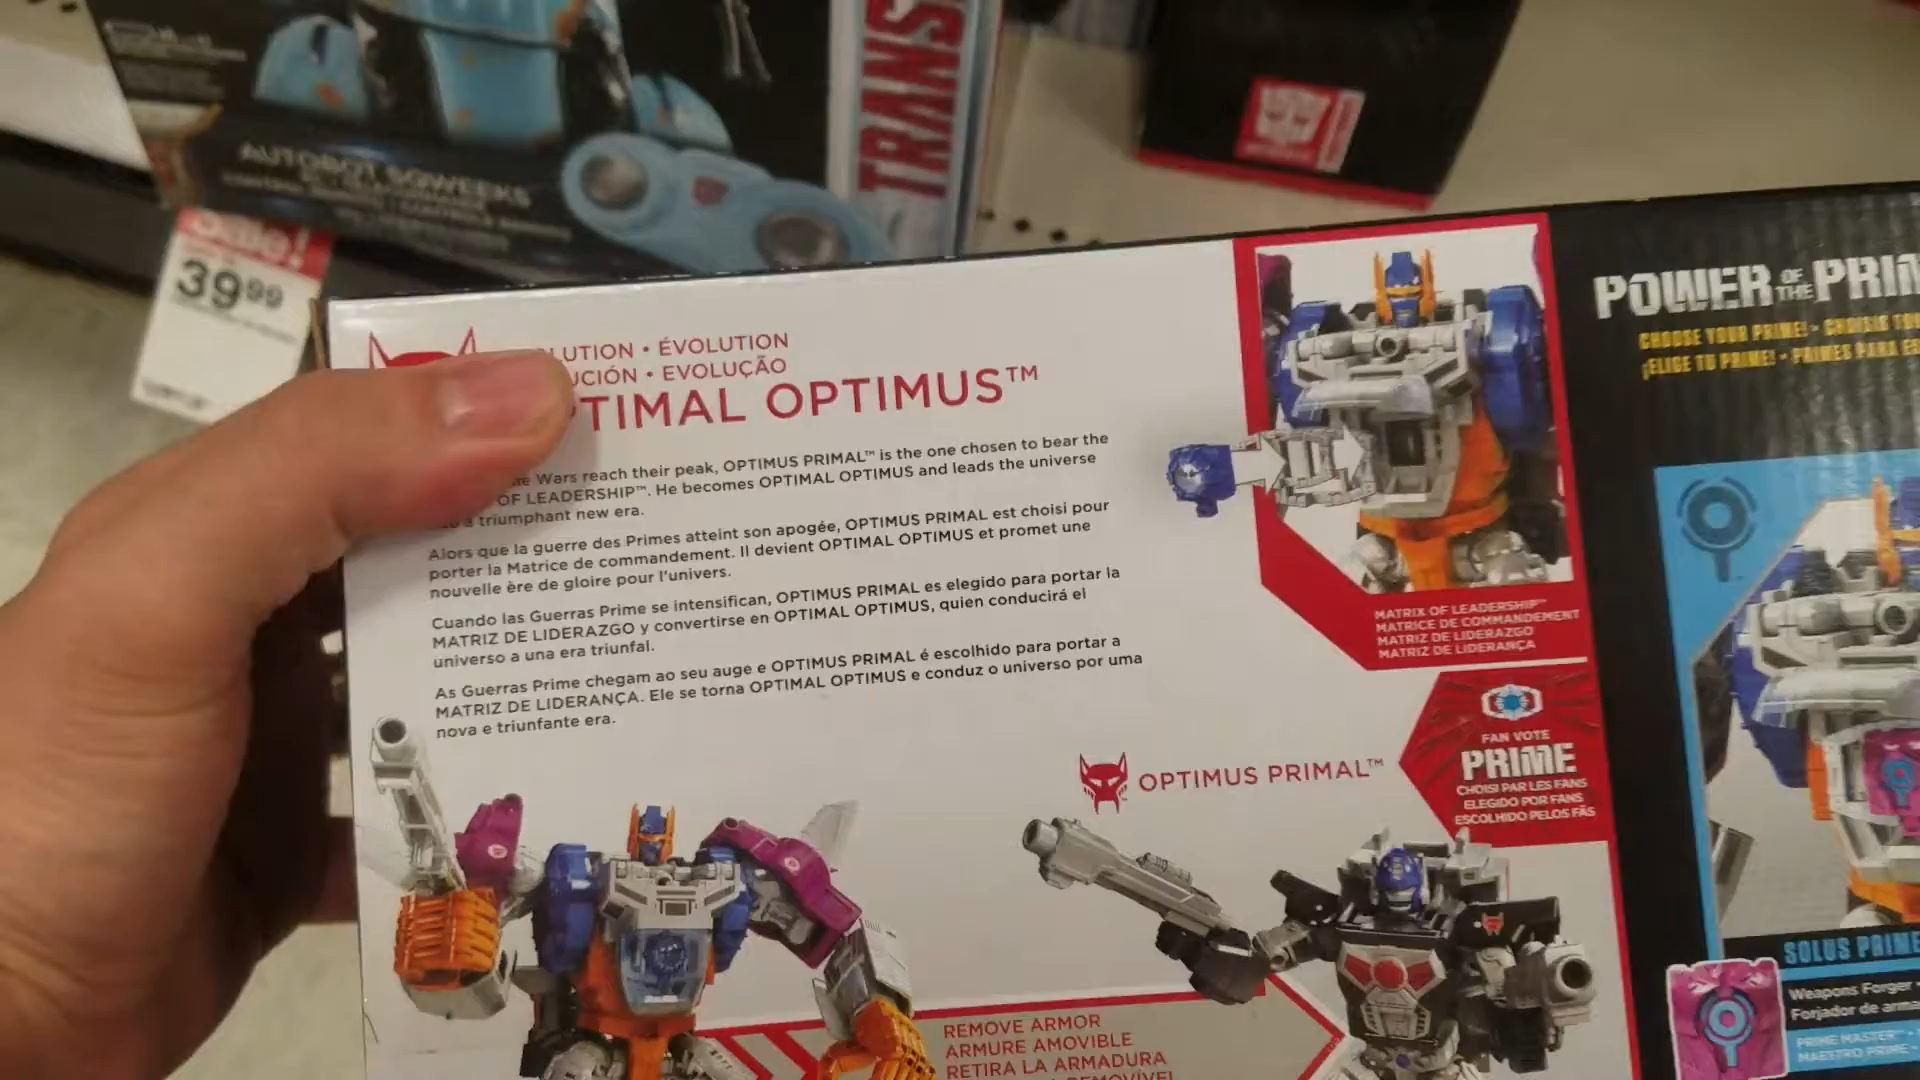 TRANS
AUTOBOT SQWEEKS
Sale!
39.99
LUTION • ÉVOLUTION
UCIÓN • EVOLUÇÃO
TIMAL OPTIMUS™
Wars reach their peak, OPTIMUS PRIMAL™ is the one chosen to bear the
OF LEADERSHIP™. He becomes OPTIMAL OPTIMUS and leads the universe
a triumphant new era.
Alors que la guerre des Primes atteint son apogée, OPTIMUS PRIMAL est choisi pour
porter la Matrice de commandement. Il devient OPTIMAL OPTIMUS et promet une
nouvelle ère de gloire pour l'univers.
Cuando las Guerras Prime se intensifican, OPTIMUS PRIMAL es elegido para portar la
MATRIZ DE LIDERAZGO y convertirse en OPTIMAL OPTIMUS, quien conducirá el
universo a una era triunfal.
As Guerras Prime chegam ao seu auge e OPTIMUS PRIMAL é escolhido para portar a
MATRIZ DE LIDERANÇA. Ele se torna OPTIMAL OPTIMUS e conduz o universo por uma
nova e triunfante era.
MATRIX OF LEADERSHIP™
MATRICE DE COMMANDEMENT
MATRIZ DE LIDERAZGO
MATRIZ DE LIDERANÇA
FAN VOTE
PRIME
CHOISI PAR LES FANS
ELEGIDO POR FANS
ESCOLHIDO PELOS FÃS
OPTIMUS PRIMAL™
REMOVE ARMOR
ARMURE AMOVIBLE
RETIRA LA ARMADURA
POWER OF THE PRI
CHOOSE YOUR PRIME! •
¡ELIGE TU PRIME! •
SOLUS PRIME
Weapons Forger •
Forjador de arma
PRIME MASTER™ •
MAESTRO PRIME •